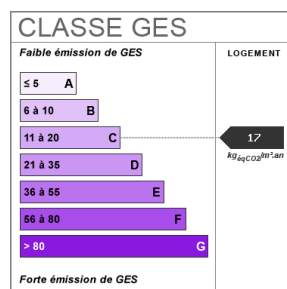 CLASSE GES
Faible émission de GES
LOGEMENT
≤ 5 A
6 à 10 B
11 à 20 C
17
kgéqCO2/m².an
21 à 35 D
36 à 55 E
56 à 80 F
> 80 G
Forte émission de GES